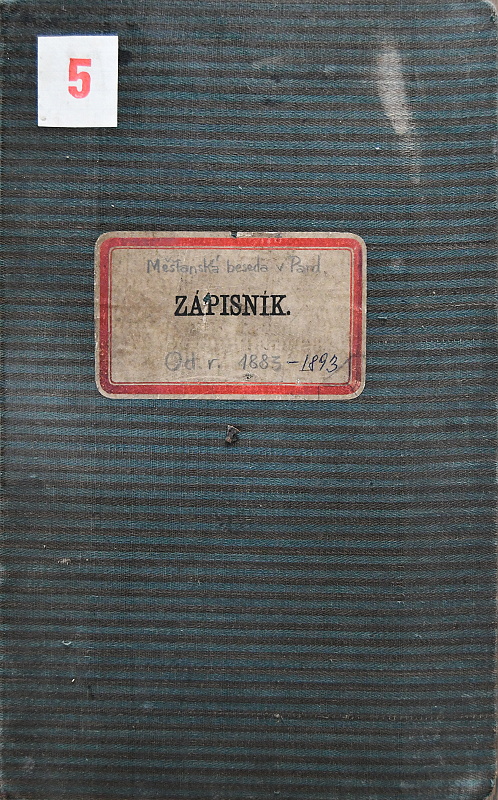 5
Měšťanská beseda v Pard.
ZÁPISNÍK.
Od. r. 1883-1893